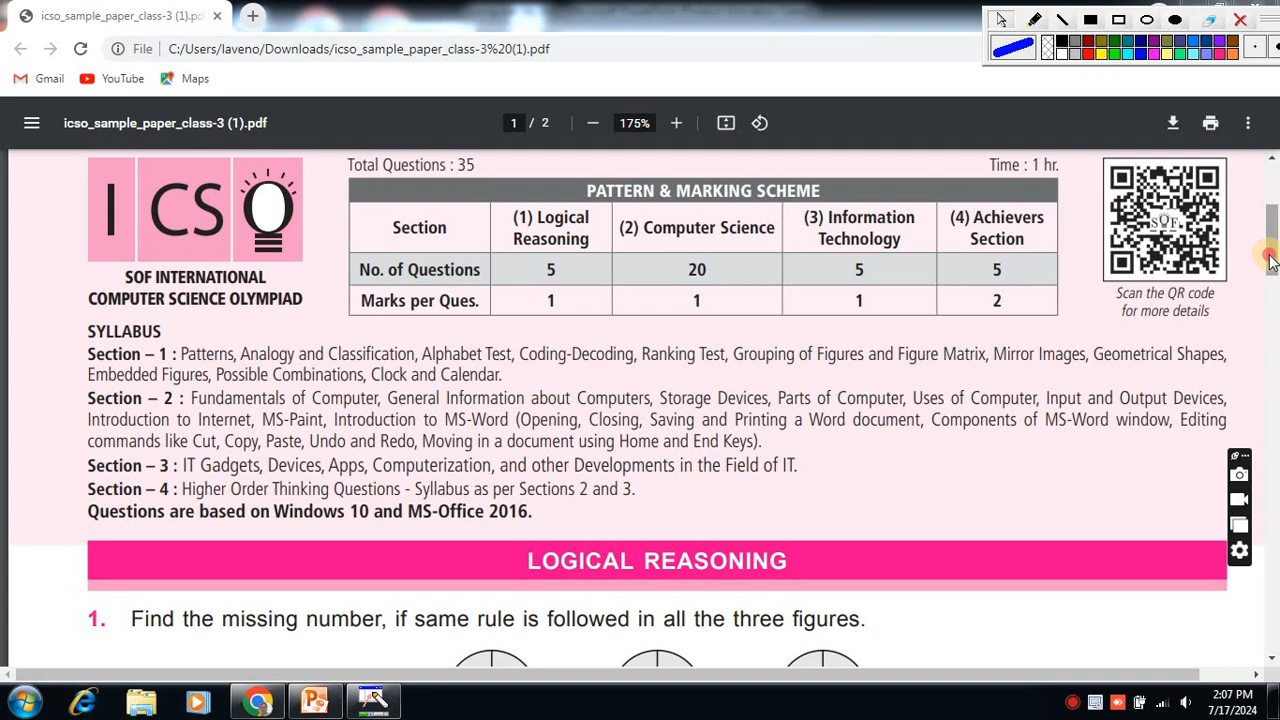 icso_sample_paper_class-3 (1).pd
File C:/Users/laveno/Downloads/icso_sample_paper_class-3%20(1).pdf
Gmail YouTube Maps
icso_sample_paper_class-3 (1).pdf 1 / 2 175%
ICSO
SOF INTERNATIONAL
COMPUTER SCIENCE OLYMPIAD
Total Questions : 35 Time : 1 hr.
PATTERN & MARKING SCHEME
Section (1) Logical Reasoning (2) Computer Science (3) Information Technology (4) Achievers Section
No. of Questions 5 20 5 5
Marks per Ques. 1 1 1 2
SOF
Scan the QR code
for more details
SYLLABUS
Section – 1 : Patterns, Analogy and Classification, Alphabet Test, Coding-Decoding, Ranking Test, Grouping of Figures and Figure Matrix, Mirror Images, Geometrical Shapes,
Embedded Figures, Possible Combinations, Clock and Calendar.
Section – 2 : Fundamentals of Computer, General Information about Computers, Storage Devices, Parts of Computer, Uses of Computer, Input and Output Devices,
Introduction to Internet, MS-Paint, Introduction to MS-Word (Opening, Closing, Saving and Printing a Word document, Components of MS-Word window, Editing
commands like Cut, Copy, Paste, Undo and Redo, Moving in a document using Home and End Keys).
Section – 3 : IT Gadgets, Devices, Apps, Computerization, and other Developments in the Field of IT.
Section – 4 : Higher Order Thinking Questions - Syllabus as per Sections 2 and 3.
Questions are based on Windows 10 and MS-Office 2016.
LOGICAL REASONING
1. Find the missing number, if same rule is followed in all the three figures.
2:07 PM
7/17/2024